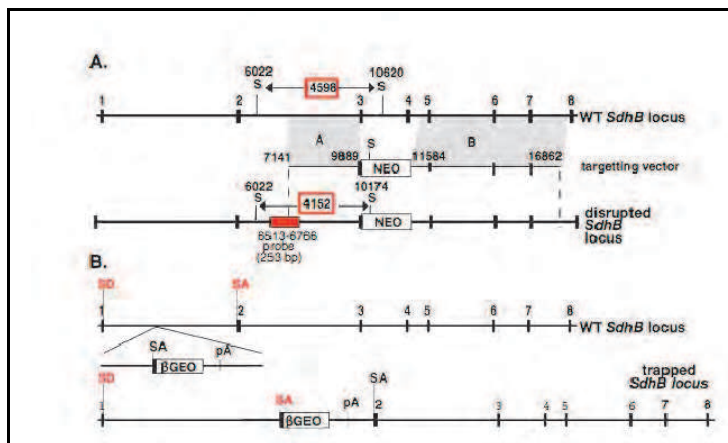 A.
6022 4598 10620
S S
1 2 3 4 5 6 7 8
WT SdhB locus
A S B
7141 9889 11584 16862
NEO targetting vector
6022 4152 10174
S S
NEO disrupted
SdhB
locus
6513-6766
probe
(253 bp)
B.
SD SA
1 2 3 4 5 6 7 8
WT SdhB locus
SA pA
βGEO
SD SA pA SA trapped
SdhB locus
1 βGEO 2 3 4 5 6 7 8